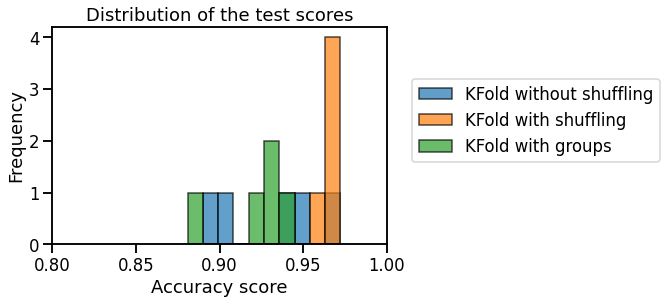 Distribution of the test scores
4
3
2
1
0
Frequency
0.80 0.85 0.90 0.95 1.00
Accuracy score
KFold without shuffling
KFold with shuffling
KFold with groups